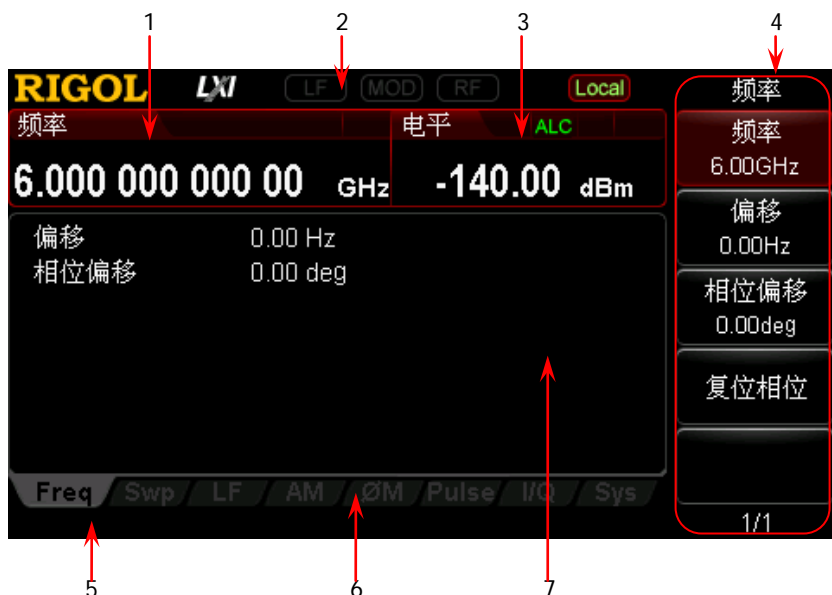 1 2 3 4
RIGOL LXI LF MOD RF Local
频率
频率 电平 ALC
频率
6.00GHz
6.000 000 000 00 GHz -140.00 dBm
偏移
0.00Hz
偏移 0.00 Hz
相位偏移 0.00 deg
相位偏移
0.00deg
复位相位
Freq Swp LF AM ØM Pulse I/Q Sys
1/1
5 6 7